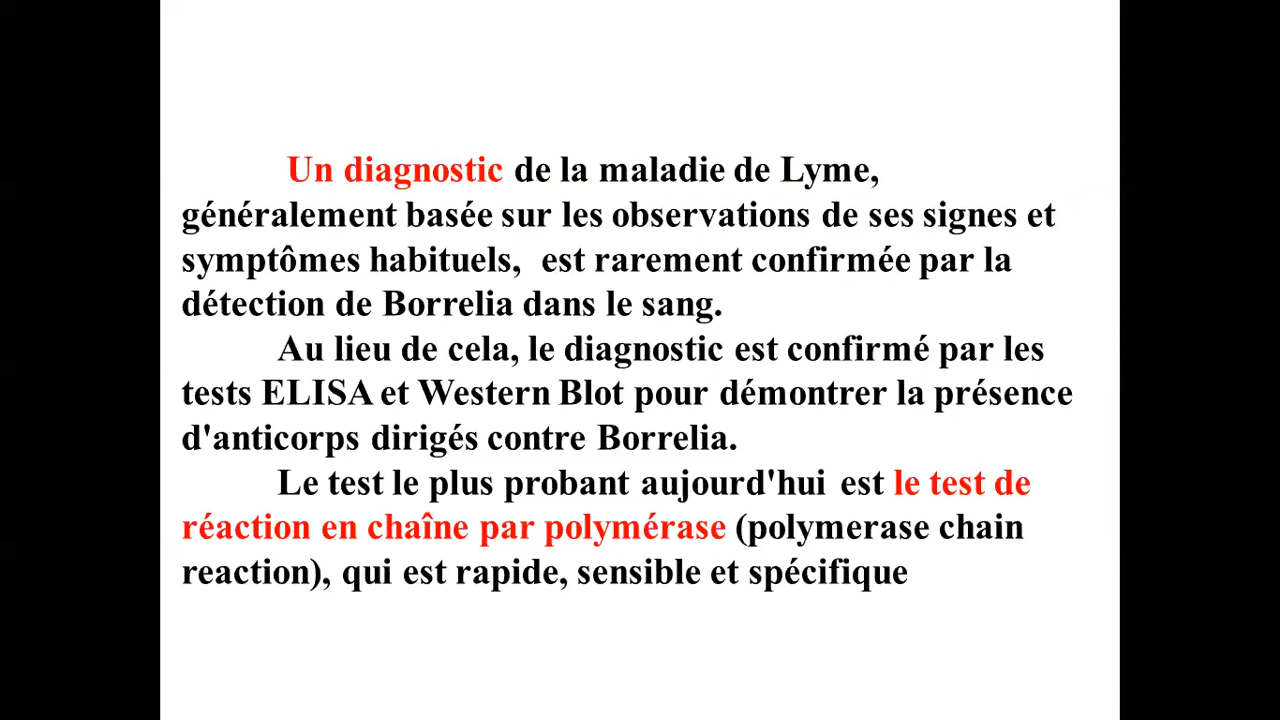 Un diagnostic de la maladie de Lyme,
généralement basée sur les observations de ses signes et
symptômes habituels, est rarement confirmée par la
détection de Borrelia dans le sang.
Au lieu de cela, le diagnostic est confirmé par les
tests ELISA et Western Blot pour démontrer la présence
d'anticorps dirigés contre Borrelia.
Le test le plus probant aujourd'hui est le test de
réaction en chaîne par polymérase (polymerase chain
reaction), qui est rapide, sensible et spécifique